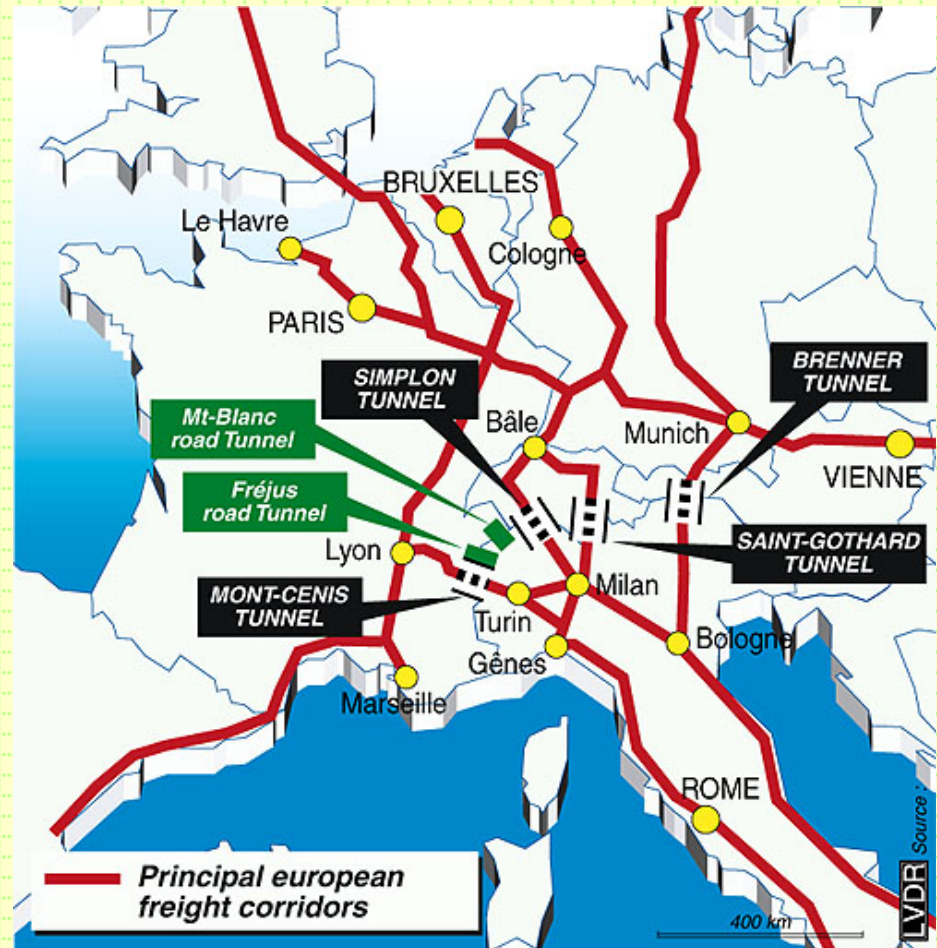 BRUXELLES
Le Havre
Cologne
PARIS
SIMPLON
TUNNEL
BRENNER
TUNNEL
Mt-Blanc
road Tunnel
Bâle
Munich
VIENNE
Fréjus
road Tunnel
Lyon
SAINT-GOTHARD
TUNNEL
MONT-CENIS
TUNNEL
Milan
Turin
Gênes
Bologne
Marseille
ROME
Principal european
freight corridors
400 km
LVDR Source :